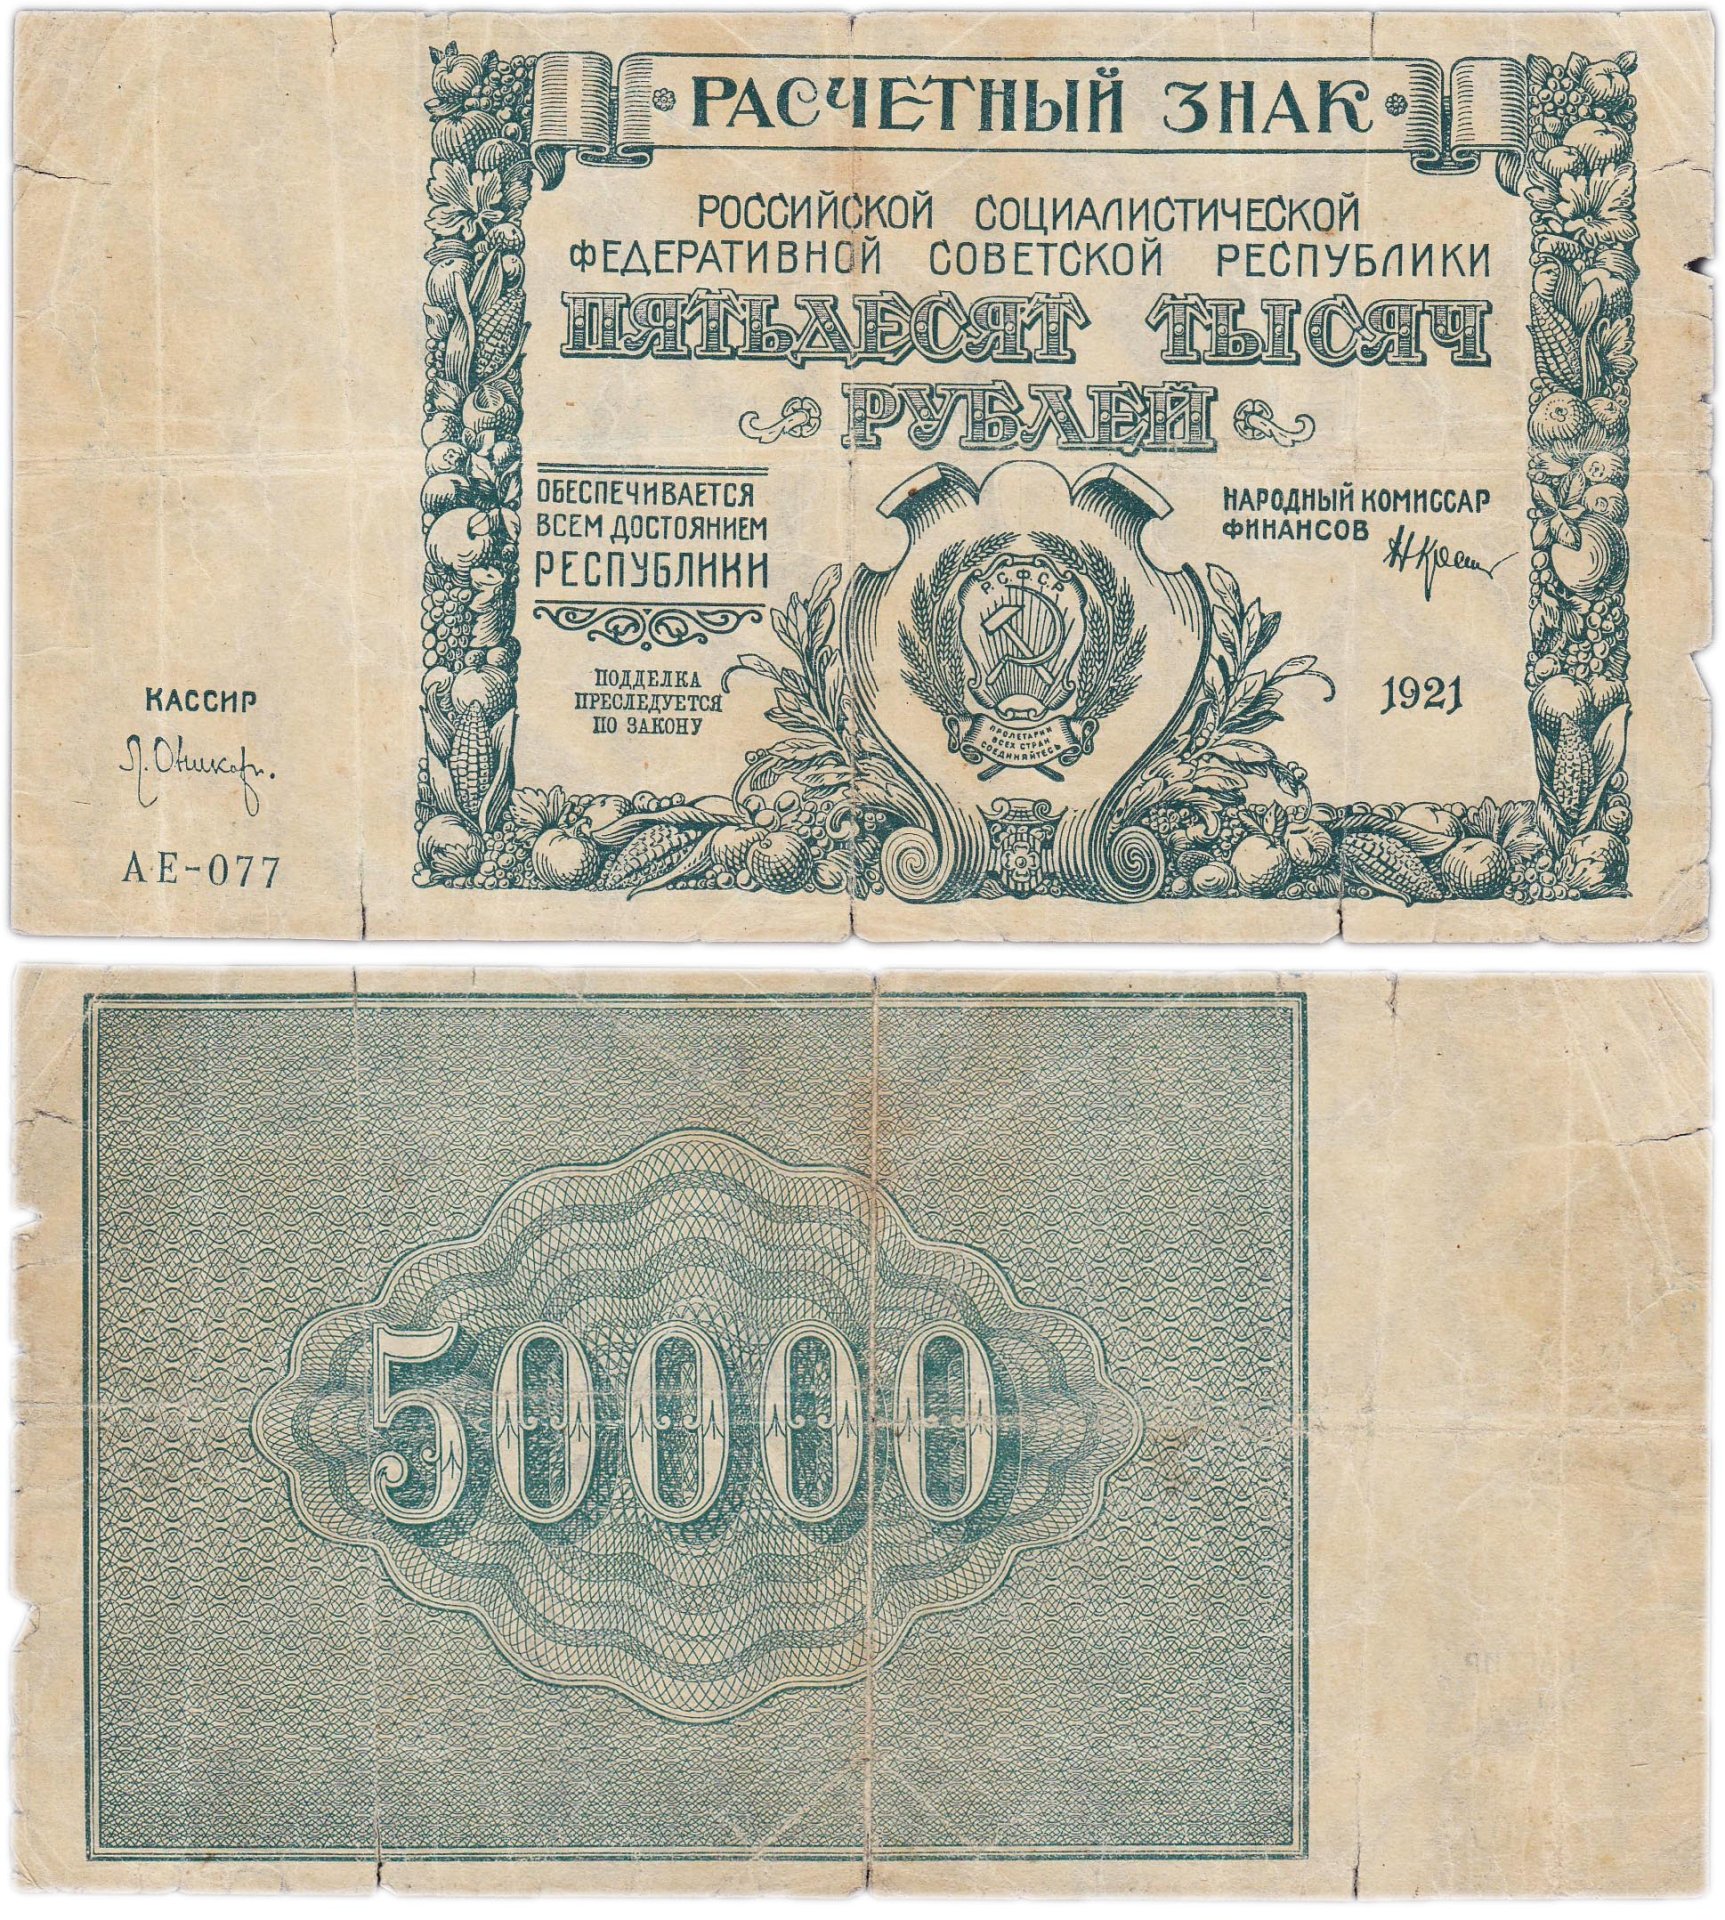 РАСЧЕТНЫЙ ЗНАК
РОССИЙСКОЙ СОЦИАЛИСТИЧЕСКОЙ
ФЕДЕРАТИВНОЙ СОВЕТСКОЙ РЕСПУБЛИКИ
ПЯТЬДЕСЯТ ТЫСЯЧ
РУБЛЕЙ
ОБЕСПЕЧИВАЕТСЯ
ВСЕМ ДОСТОЯНИЕМ
РЕСПУБЛИКИ
ПОДДЕЛКА
ПРЕСЛЕДУЕТСЯ
ПО ЗАКОНУ
Р.С.Ф.С.Р.
ПРОЛЕТАРИИ
ВСЕХ СТРАН
СОЕДИНЯЙТЕСЬ
НАРОДНЫЙ КОМИССАР
ФИНАНСОВ
1921
КАССИР
АЕ-077
50000